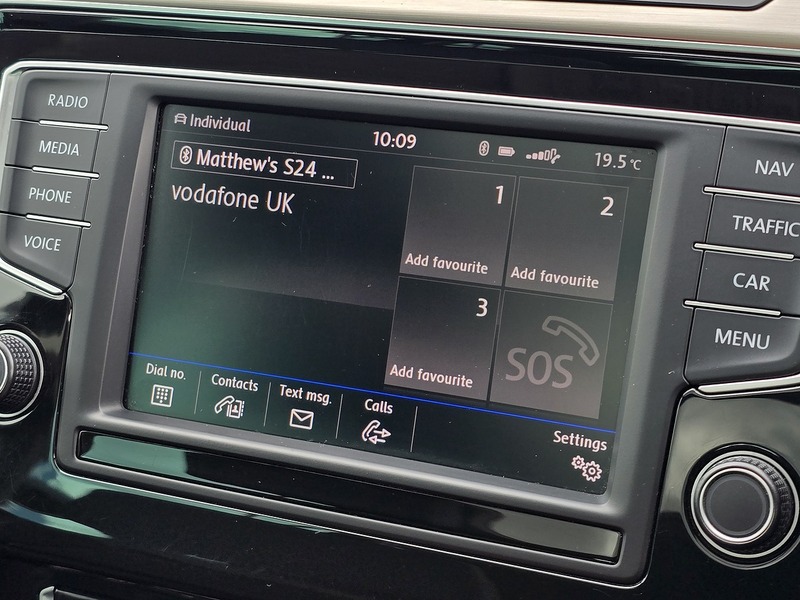 RADIO
MEDIA
PHONE
VOICE
Individual
10:09
19.5°C
Matthew's S24 ...
vodafone UK
1
Add favourite
2
Add favourite
3
Add favourite
SOS
Dial no.
Contacts
Text msg.
Calls
Settings
NAV
TRAFFIC
CAR
MENU